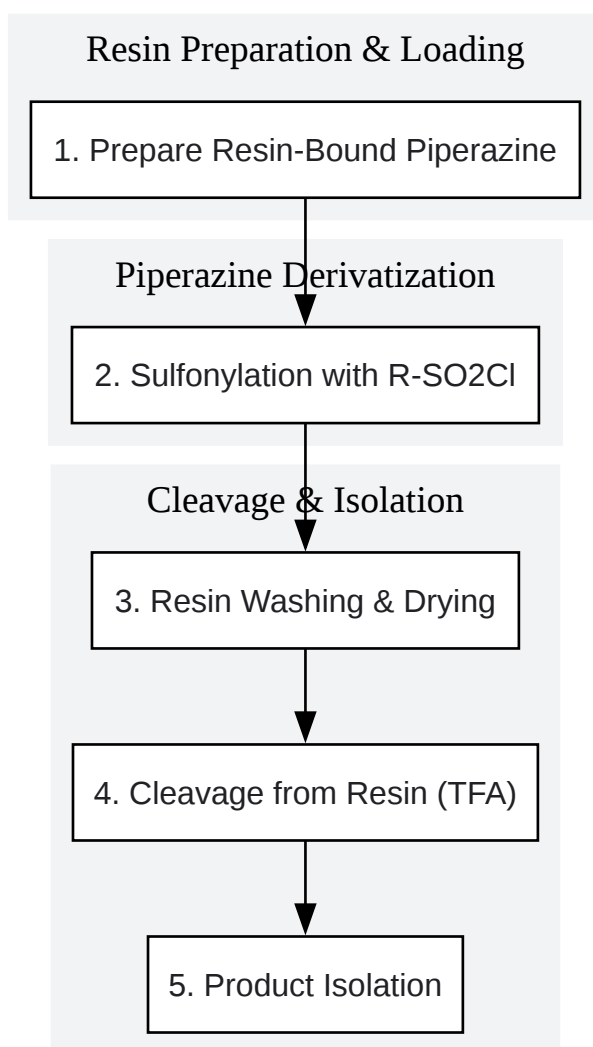 Resin Preparation & Loading
1. Prepare Resin-Bound Piperazine
Piperazine Derivatization
2. Sulfonylation with R-SO2Cl
Cleavage & Isolation
3. Resin Washing & Drying
4. Cleavage from Resin (TFA)
5. Product Isolation